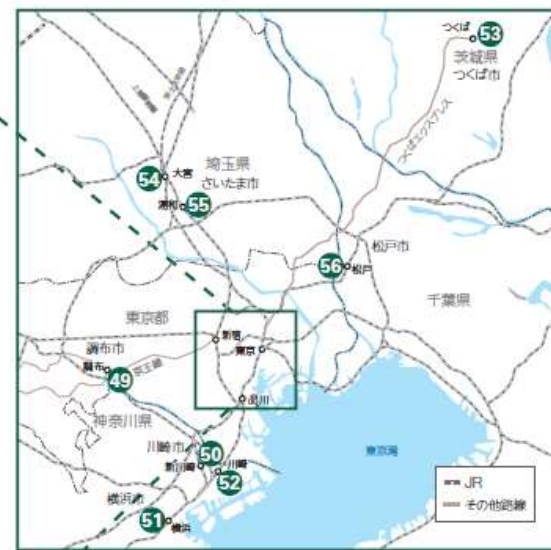 つくば
53
茨城県
つくば市
つくばエクスプレス
54
大宮
埼玉県
さいたま市
浦和
55
56
松戸
松戸市
千葉県
東京都
新宿
東京
調布市
調布
京王線
49
品川
神奈川県
川崎市
50
新川崎
川崎
52
横浜市
51
横浜
東京湾
JR
その他路線